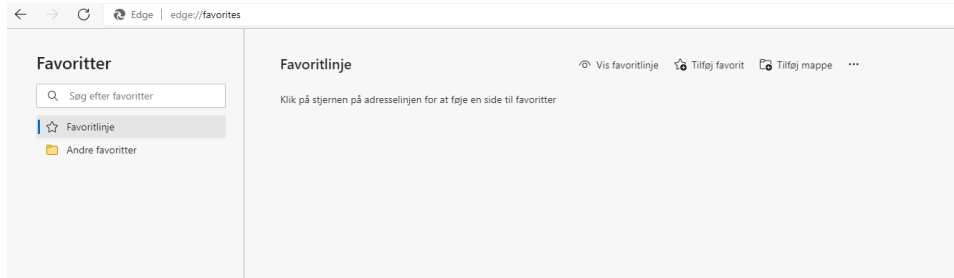 Edge | edge://favorites
Favoritter
Søg efter favoritter
Favoritlinje
Andre favoritter
Favoritlinje
Vis favoritlinje Tilføj favorit Tilføj mappe ...
Klik på stjernen på adresselinjen for at føje en side til favoritter